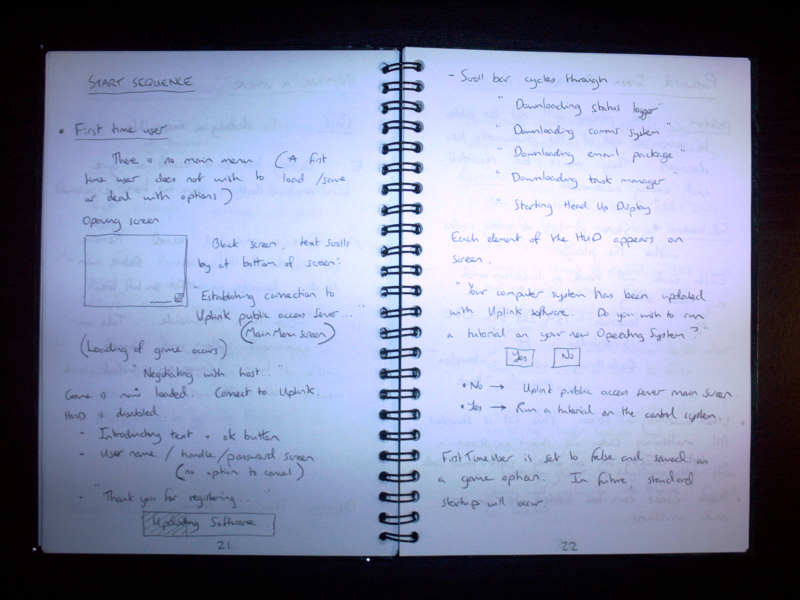 START SEQUENCE
• First time user
There is no main menu (A first
time user does not wish to load / save
or deal with options)
Opening screen
Black screen, text scrolls
by at bottom of screen:
"Establishing connection to
Uplink public access server..."
(Main Menu Screen)
(Loading of game occurs)
"Negotiating with host..."
Game is now loaded. Connect to Uplink.
HUD is disabled.
- Introductory text + ok button
- User name / handle / password screen
(no option to cancel)
- "Thank you for registering..."
Updating Software...
21
- Scroll bar cycles through
"Downloading status logger"
"Downloading comms system"
"Downloading email package"
"Downloading task manager"
"Starting Head Up Display"
Each element of the HUD appears on
screen.
"Your computer system has been updated
with Uplink software. Do you wish to run
a tutorial on your new Operating System?"
Yes No
• No → Uplink public access server main screen
• Yes → Run a tutorial on the control system.
FirstTimeUser is set to false and saved as
a game option. In future, standard
startup will occur.
22